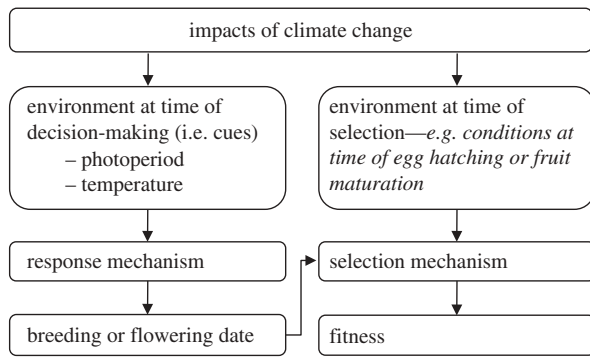 impacts of climate change
environment at time of
decision-making (i.e. cues)
– photoperiod
– temperature
environment at time of
selection—e.g. conditions at
time of egg hatching or fruit
maturation
response mechanism
selection mechanism
breeding or flowering date
fitness